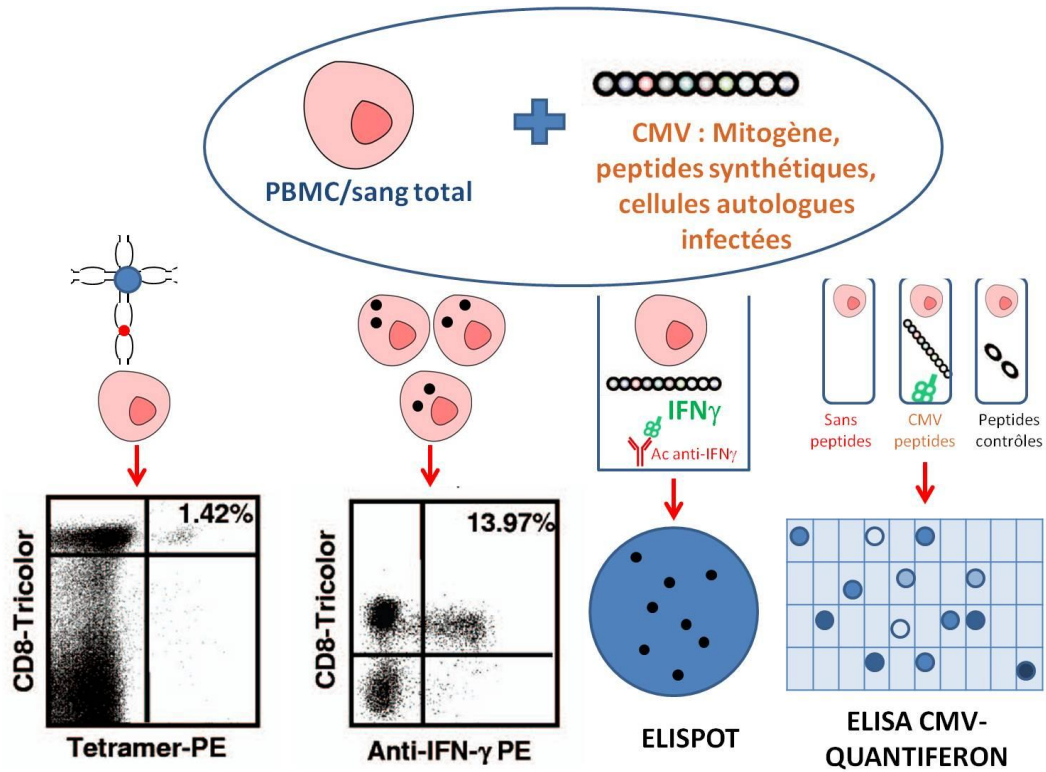 PBMC/sang total
CMV : Mitogène,
peptides synthétiques,
cellules autologues
infectées
IFNγ
Ac anti-IFNγ
Sans
peptides
CMV
peptides
Peptides
contrôles
1.42%
CD8-Tricolor
Tetramer-PE
13.97%
CD8-Tricolor
Anti-IFN-γ PE
ELISPOT
ELISA CMV-
QUANTIFERON